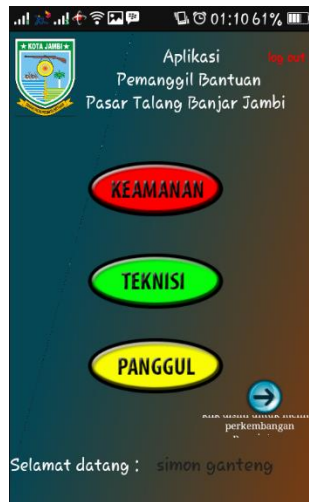 01:10 61%
★ KOTA JAMBI ★
Aplikasi
log out
Pemanggil Bantuan
Pasar Talang Banjar Jambi
KEAMANAN
TEKNISI
PANGGUL
perkembangan
Selamat datang : simon ganteng